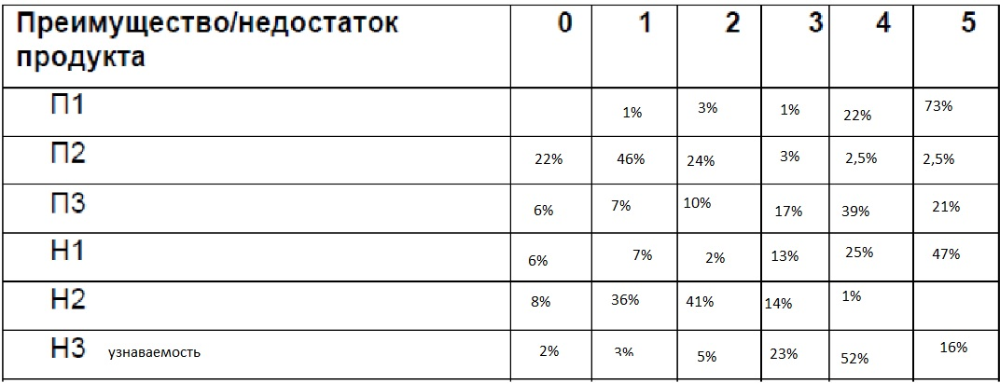 Преимущество/недостаток 0 1 2 3 4 5
продукта
П1 1% 3% 1% 22% 73%
П2 22% 46% 24% 3% 2,5% 2,5%
П3 6% 7% 10% 17% 39% 21%
Н1 6% 7% 2% 13% 25% 47%
Н2 8% 36% 41% 14% 1%
Н3 узнаваемость 2% 3% 5% 23% 52% 16%